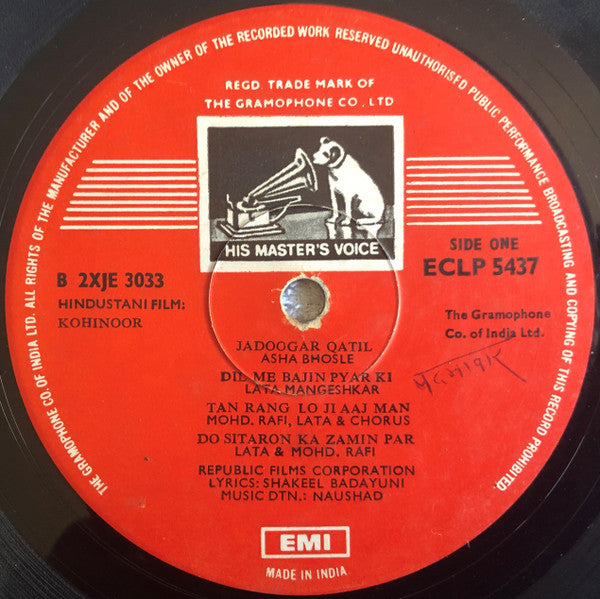 THE GRAMOPHONE CO. OF INDIA LTD. ALL RIGHTS OF THE MANUFACTURER AND OF THE OWNER OF THE RECORDED WORK RESERVED UNAUTHORISED PUBLIC PERFORMANCE BROADCASTING AND COPYING OF THIS RECORD PROHIBITED.
REGD. TRADE MARK OF
THE GRAMOPHONE CO., LTD
HIS MASTER'S VOICE
B 2XJE 3033
HINDUSTANI FILM:
KOHINOOR
SIDE ONE
ECLP 5437
The Gramophone
Co. of India Ltd.
JADOOGAR QATIL
ASHA BHOSLE
DIL ME BAJIN PYAR KI
LATA MANGESHKAR
TAN RANG LO JI AAJ MAN
MOHD. RAFI, LATA & CHORUS
DO SITARON KA ZAMIN PAR
LATA & MOHD. RAFI
REPUBLIC FILMS CORPORATION
LYRICS: SHAKEEL BADAYUNI
MUSIC DTN.: NAUSHAD
EMI
MADE IN INDIA